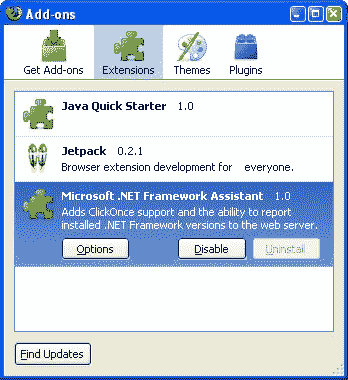 Add-ons
Get Add-ons Extensions Themes Plugins
Java Quick Starter 1.0
Jetpack 0.2.1
Browser extension development for everyone.
Microsoft .NET Framework Assistant 1.0
Adds ClickOnce support and the ability to report
installed .NET Framework versions to the web server.
Options Disable Uninstall
Find Updates